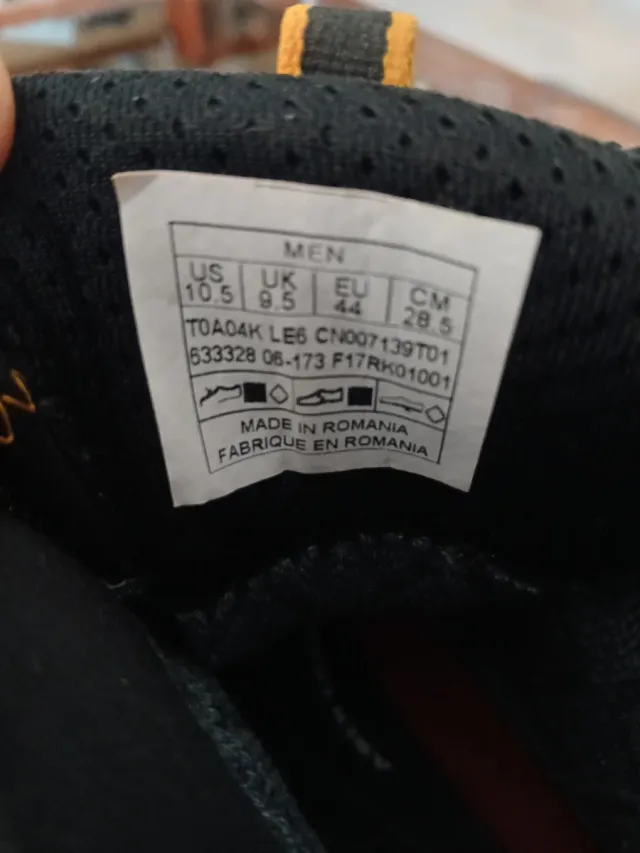 MEN
US UK EU CM
10.5 9.5 44 28.5
T0A04K LE6 CN007139T01
633328 06-173 F17RK01001
MADE IN ROMANIA
FABRIQUE EN ROMANIA